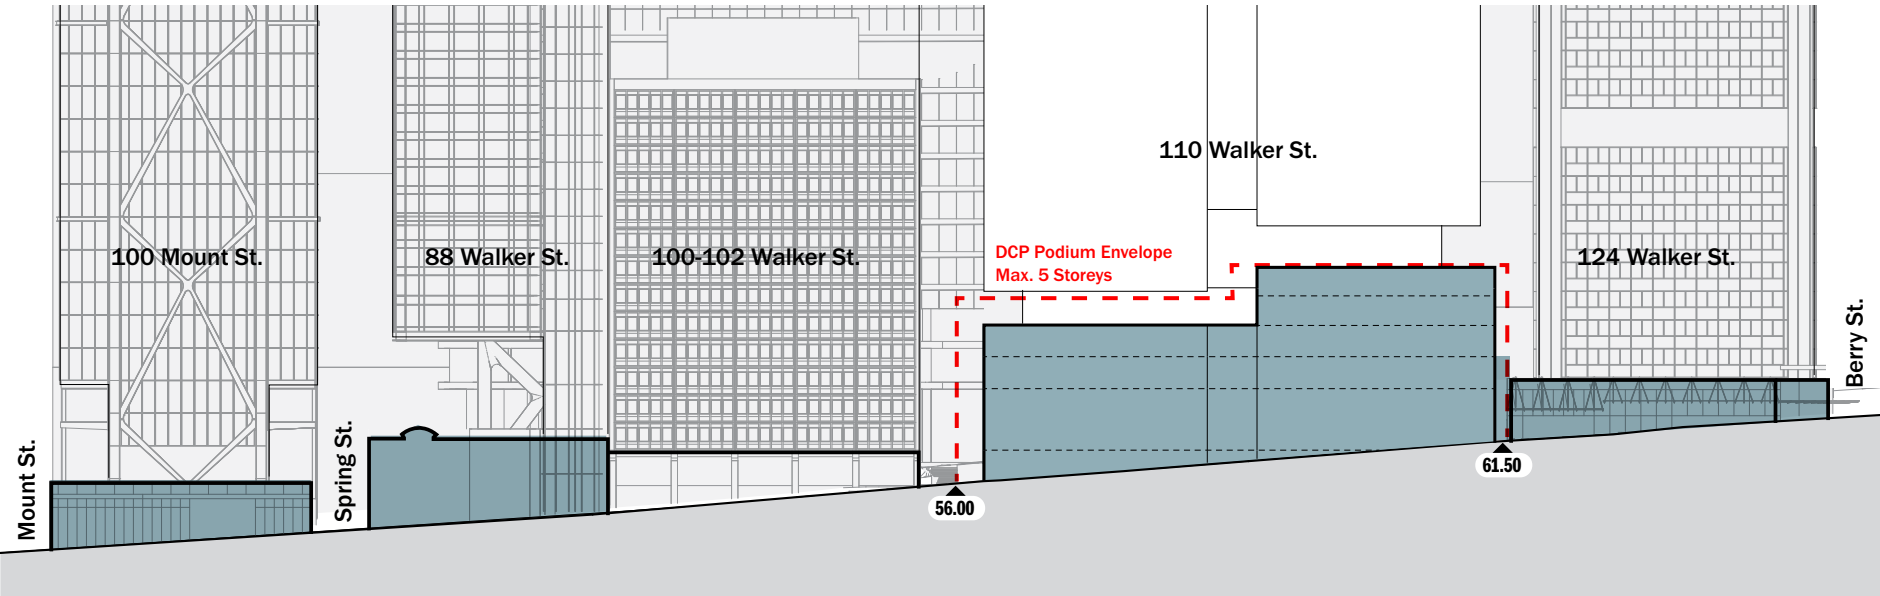 110 Walker St.
100 Mount St.
88 Walker St.
100-102 Walker St.
DCP Podium Envelope
Max. 5 Storeys
124 Walker St.
Mount St.
Spring St.
Berry St.
56.00
61.50